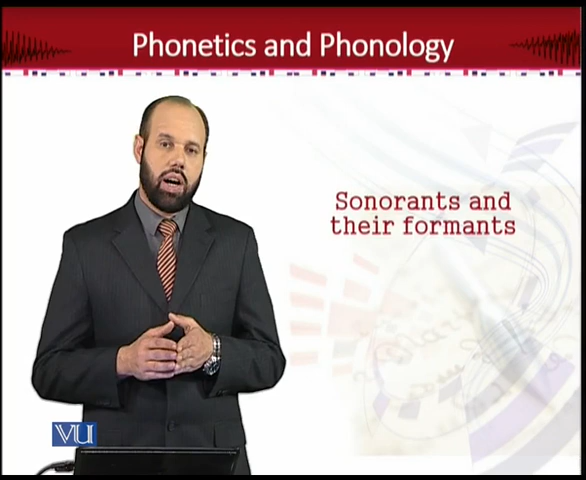 Phonetics and Phonology
Sonorants and
their formants
VU